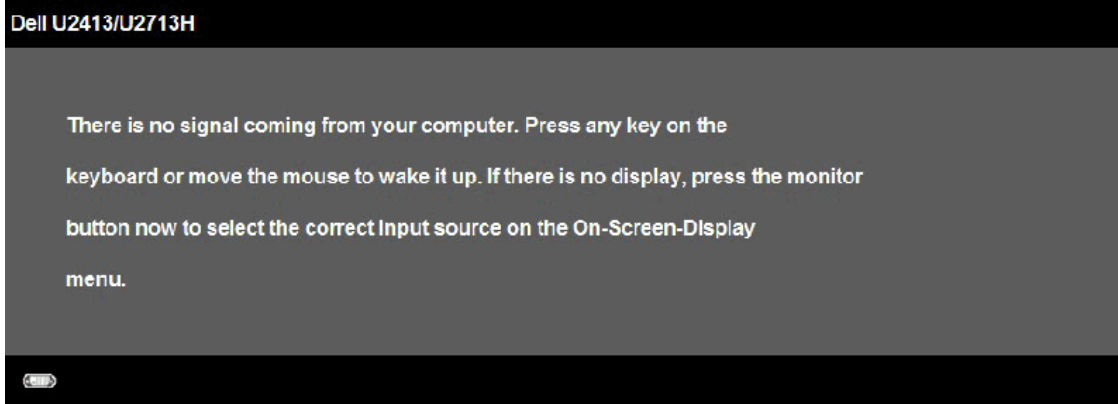 Dell U2413/U2713H
There is no signal coming from your computer. Press any key on the
keyboard or move the mouse to wake it up. If there is no display, press the monitor
button now to select the correct input source on the On-Screen-Display
menu.